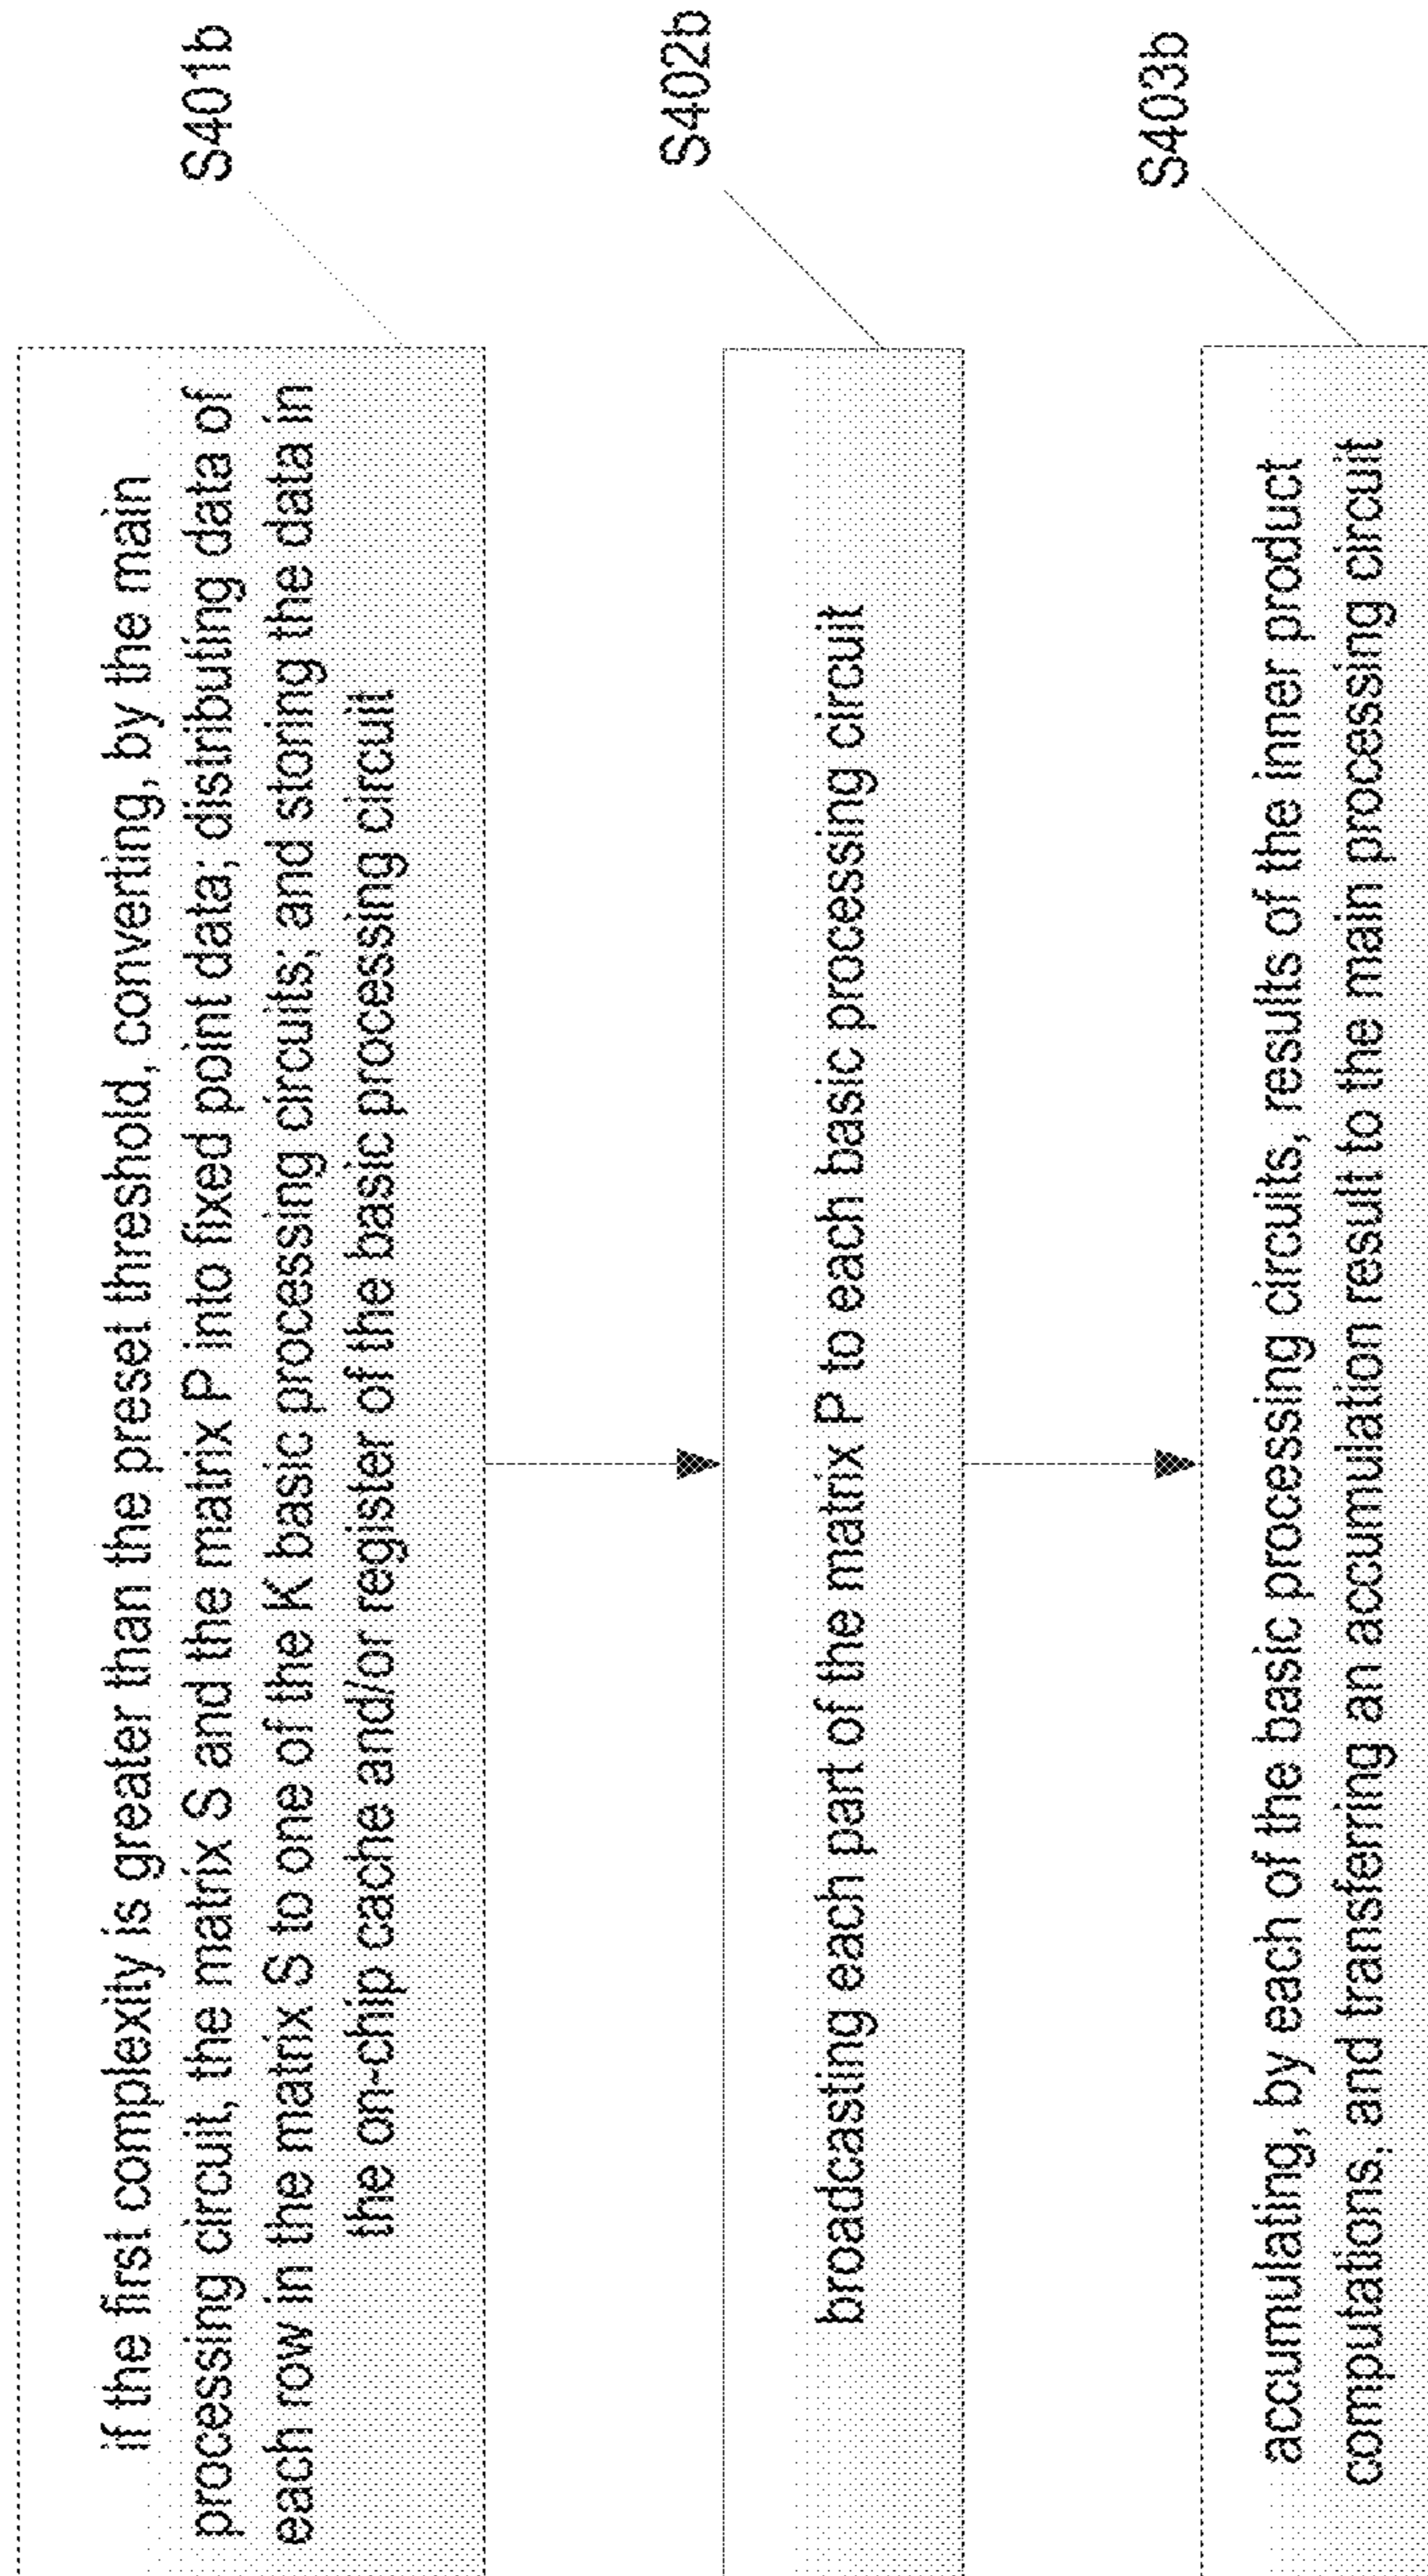 if the first complexity is greater than the preset threshold, converting, by the main
processing circuit, the matrix S and the matrix P into fixed point data; distributing data of
each row in the matrix S to one of the K basic processing circuits; and storing the data in
the on-chip cache and/or register of the basic processing circuit
S401b
broadcasting each part of the matrix P to each basic processing circuit
S402b
accumulating, by each of the basic processing circuits, results of the inner product
computations, and transferring an accumulation result to the main processing circuit
S403b